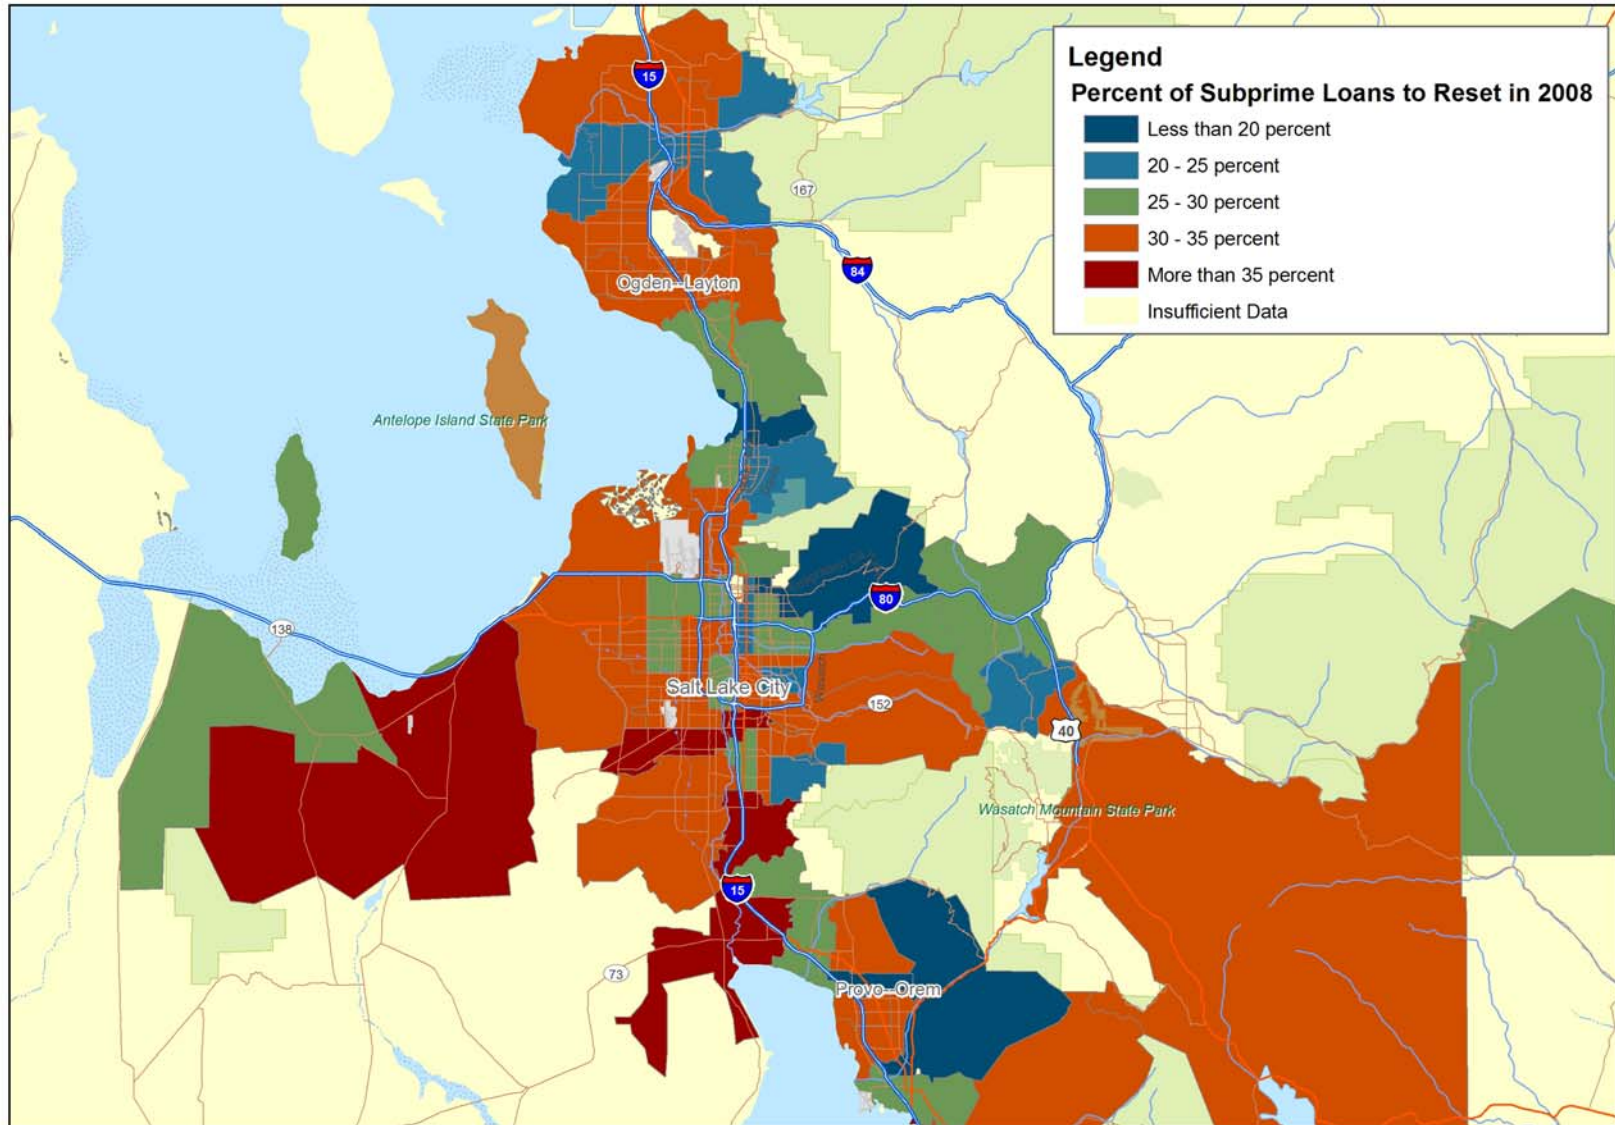 Legend
Percent of Subprime Loans to Reset in 2008
Less than 20 percent
20 - 25 percent
25 - 30 percent
30 - 35 percent
More than 35 percent
Insufficient Data
15
167
84
Ogden--Layton
Antelope Island State Park
80
138
Salt Lake City
152
40
Wasatch Mountain State Park
15
73
Provo--Orem